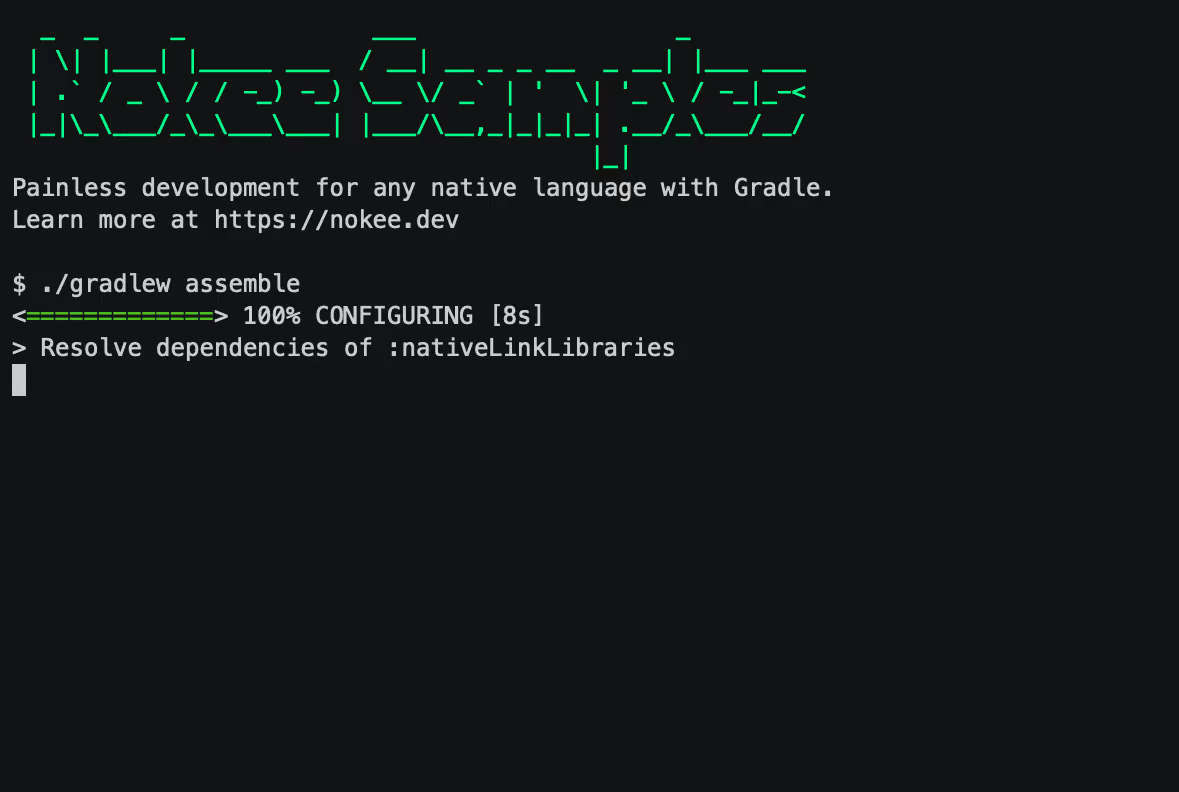 Nokee Samples
Painless development for any native language with Gradle.
Learn more at https://nokee.dev
$ ./gradlew assemble
<=============> 100% CONFIGURING [8s]
> Resolve dependencies of :nativeLinkLibraries